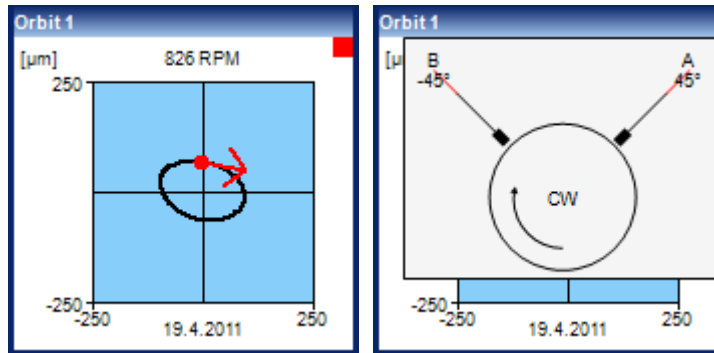 Orbit 1
[µm] 826 RPM
250
-250
-250 19.4.2011 250
Orbit 1
[µ
B A
-45° 45°
CW
-250
-250 19.4.2011 250